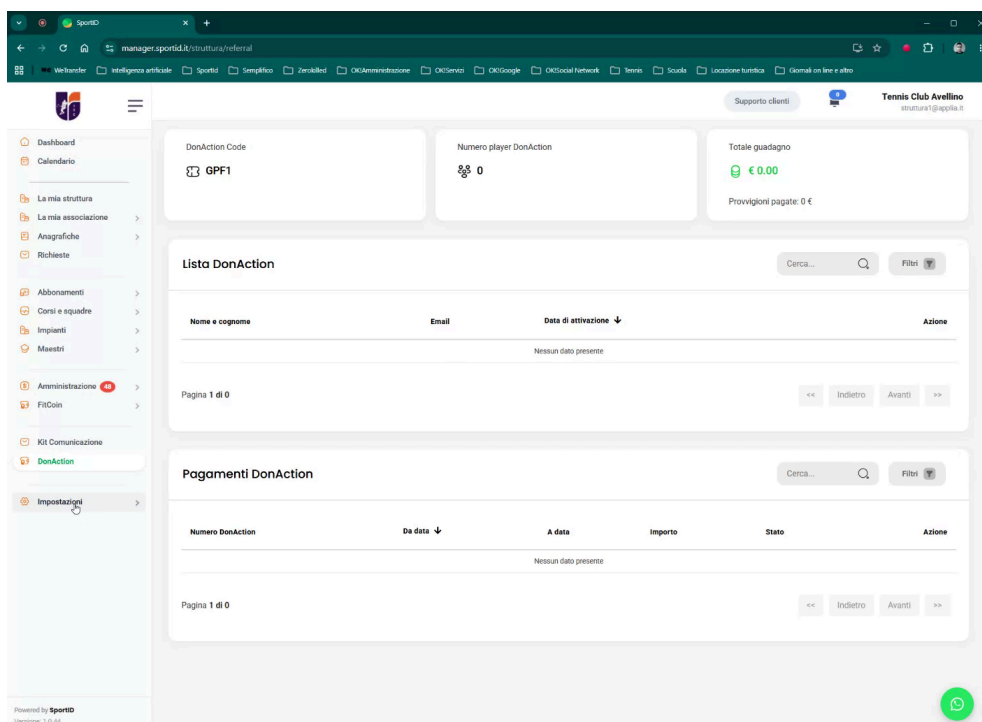 SportID
manager.sportid.it/struttura/referral
WeTransfer Intelligenza artificiale Sportid Semplifico Zerokilled OK!Amministrazione OK!Servizi OK!Google OK!Social Network Tennis Scuola Locazione turistica Giornali on line e altro
Supporto clienti
0
Tennis Club Avellino
struttura1@applia.it
Dashboard
Calendario
La mia struttura
La mia associazione
Anagrafiche
Richieste
Abbonamenti
Corsi e squadre
Impianti
Maestri
Amministrazione 48
FitCoin
Kit Comunicazione
DonAction
Impostazioni
Powered by SportID
Versione: 1.0.44
DonAction Code
GPF1
Numero player DonAction
0
Totale guadagno
€ 0.00
Provvigioni pagate: 0 €
Lista DonAction
Cerca...
Filtri
Nome e cognome Email Data di attivazione Azione
Nessun dato presente
Pagina 1 di 0
<< Indietro Avanti >>
Pagamenti DonAction
Cerca...
Filtri
Numero DonAction Da data A data Importo Stato Azione
Nessun dato presente
Pagina 1 di 0
<< Indietro Avanti >>